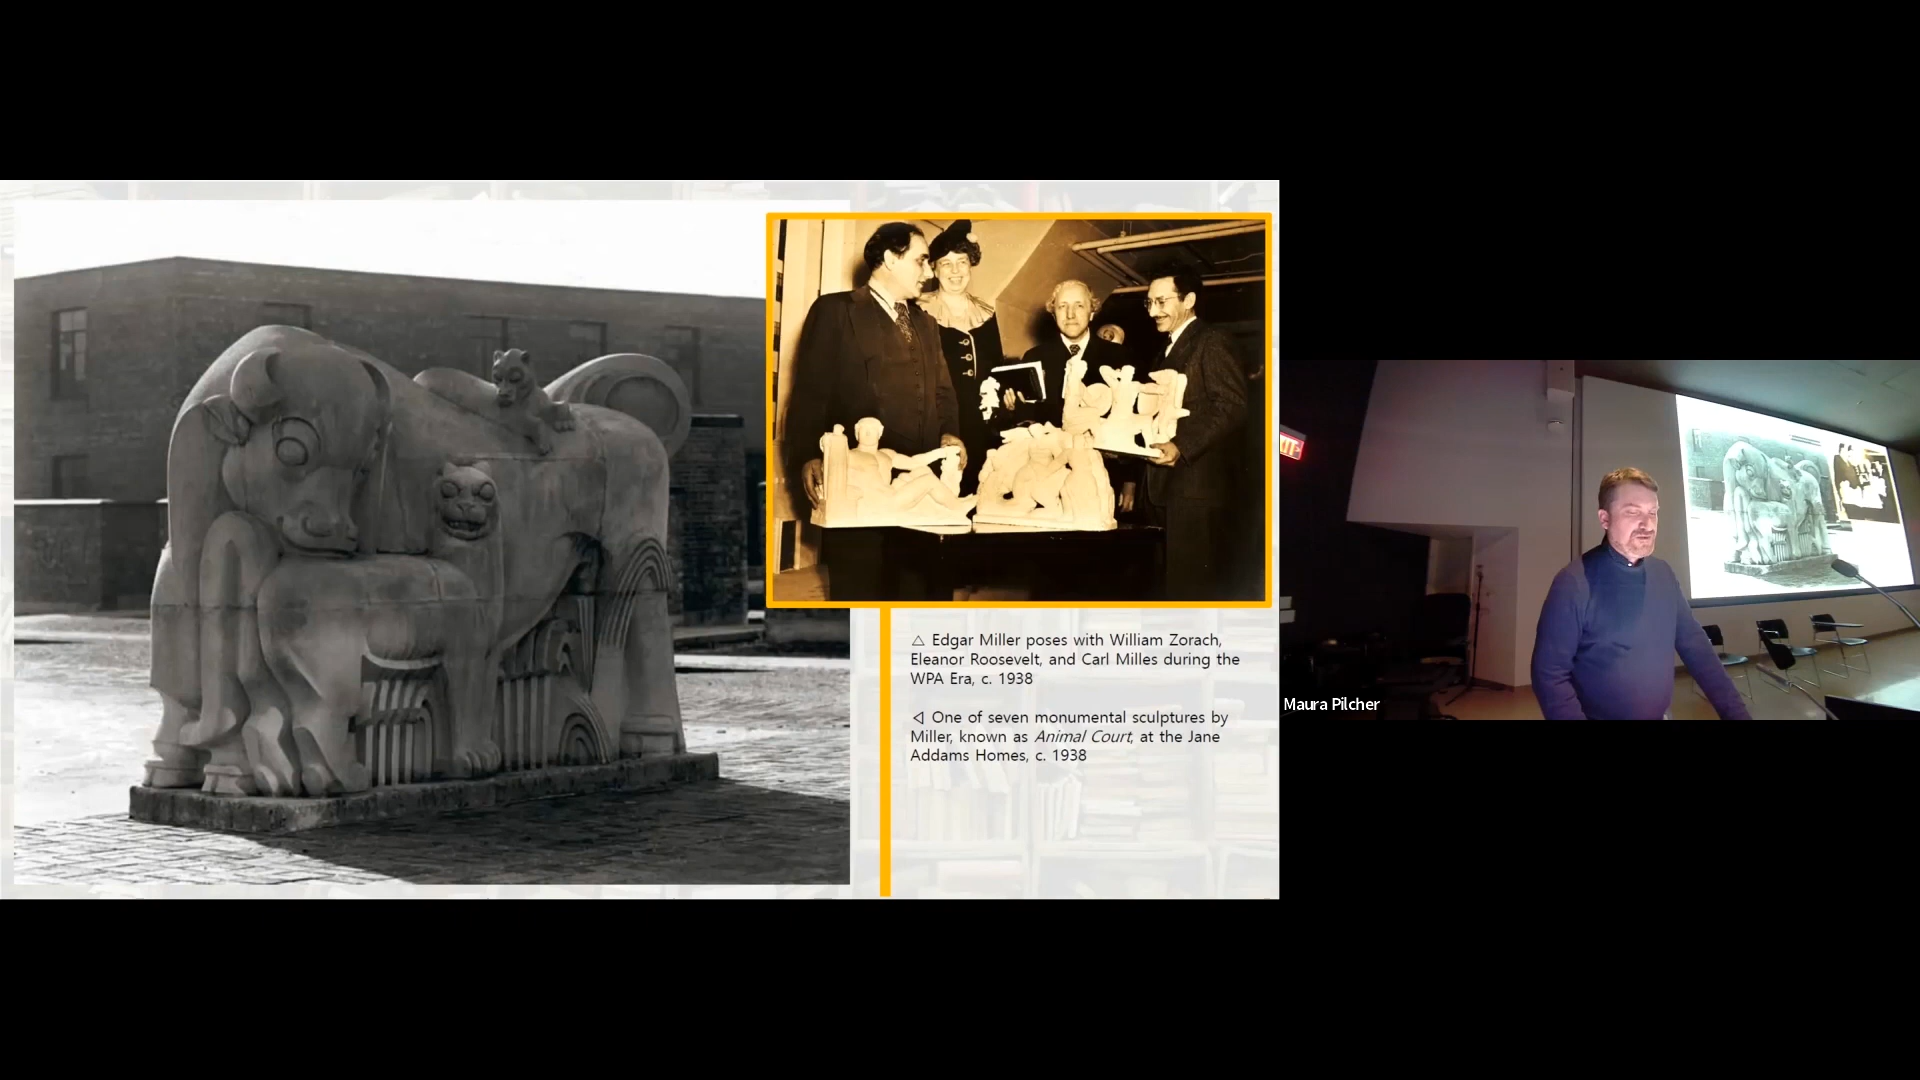 △ Edgar Miller poses with William Zorach,
Eleanor Roosevelt, and Carl Milles during the
WPA Era, c. 1938
◁ One of seven monumental sculptures by
Miller, known as Animal Court, at the Jane
Addams Homes, c. 1938
Maura Pilcher